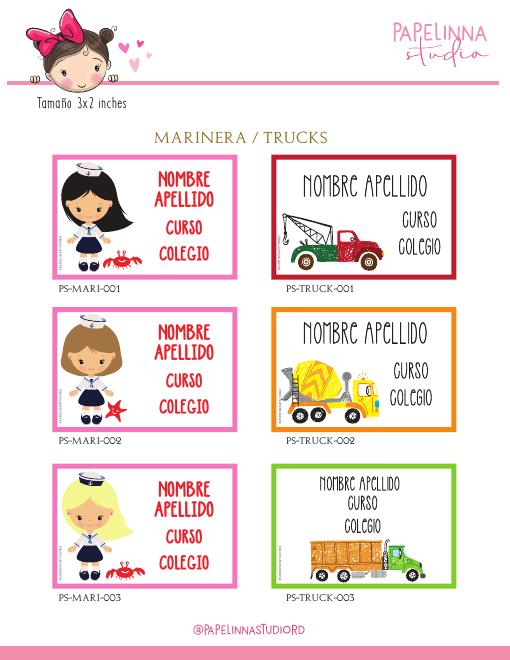 PAPELINNA
studio
Tamaño 3x2 inches
MARINERA / TRUCKS
NOMBRE
APELLIDO
CURSO
COLEGIO
PS-MARI-001
NOMBRE APELLIDO
CURSO
COLEGIO
PS-TRUCK-001
NOMBRE
APELLIDO
CURSO
COLEGIO
PS-MARI-002
NOMBRE APELLIDO
CURSO
COLEGIO
PS-TRUCK-002
NOMBRE
APELLIDO
CURSO
COLEGIO
PS-MARI-003
NOMBRE APELLIDO
CURSO
COLEGIO
PS-TRUCK-003
@PAPELINNASTUDIORD